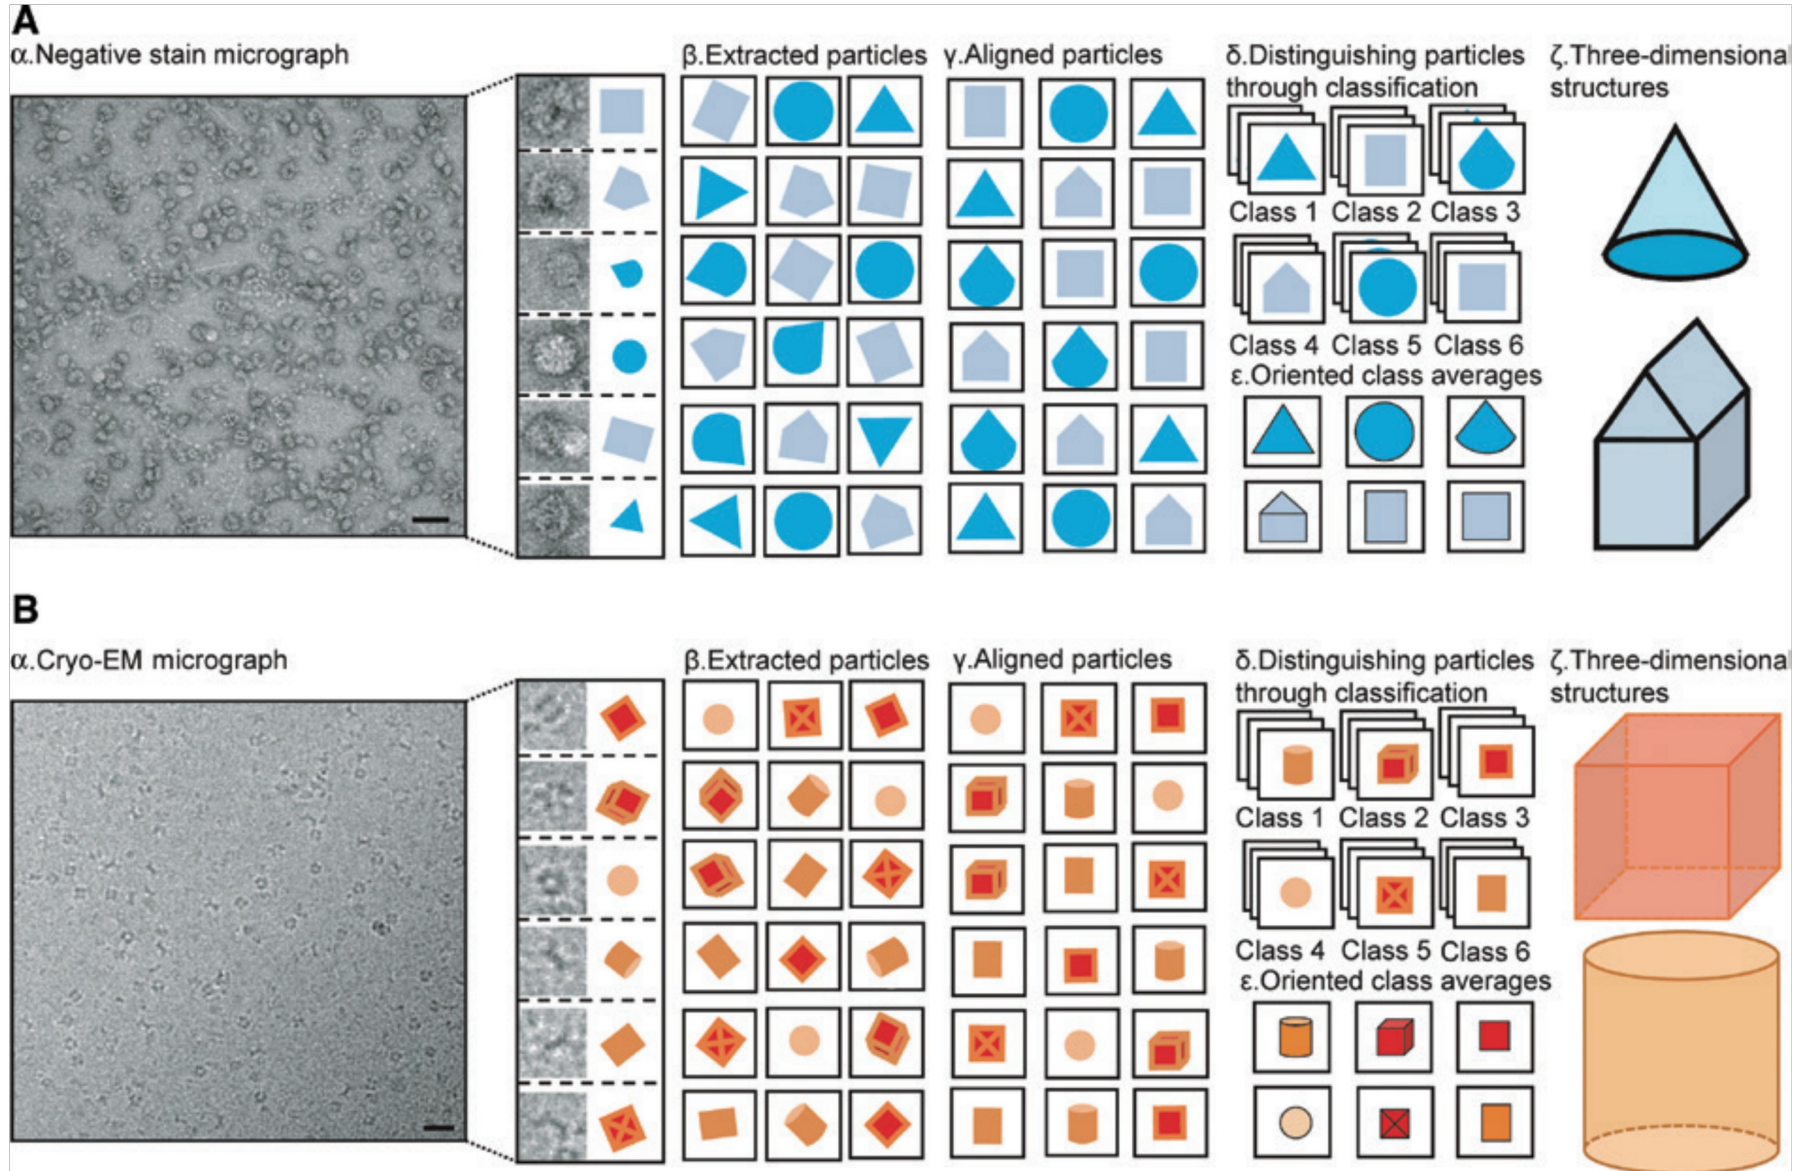 A
α.Negative stain micrograph
β.Extracted particles
γ.Aligned particles
δ.Distinguishing particles
through classification
ζ.Three-dimensional
structures
Class 1
Class 2
Class 3
Class 4
Class 5
Class 6
ε.Oriented class averages
B
α.Cryo-EM micrograph
β.Extracted particles
γ.Aligned particles
δ.Distinguishing particles
through classification
ζ.Three-dimensional
structures
Class 1
Class 2
Class 3
Class 4
Class 5
Class 6
ε.Oriented class averages